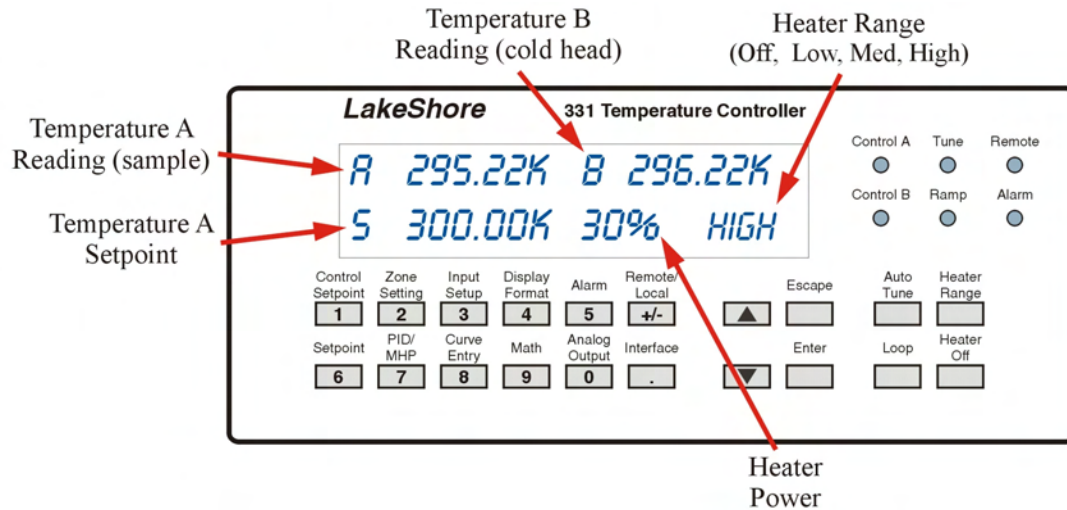 Temperature B
Reading (cold head)
Heater Range
(Off, Low, Med, High)
Temperature A
Reading (sample)
Temperature A
Setpoint
LakeShore 331 Temperature Controller
A 295.22K B 296.22K
S 300.00K 30% HIGH
Control A Tune Remote
Control B Ramp Alarm
Control Setpoint Zone Setting Input Setup Display Format Alarm Remote/ Local Escape Auto Tune Heater Range
1 2 3 4 5 +/-
Setpoint PID/ MHP Curve Entry Math Analog Output Interface Enter Loop Heater Off
6 7 8 9 0 .
Heater
Power